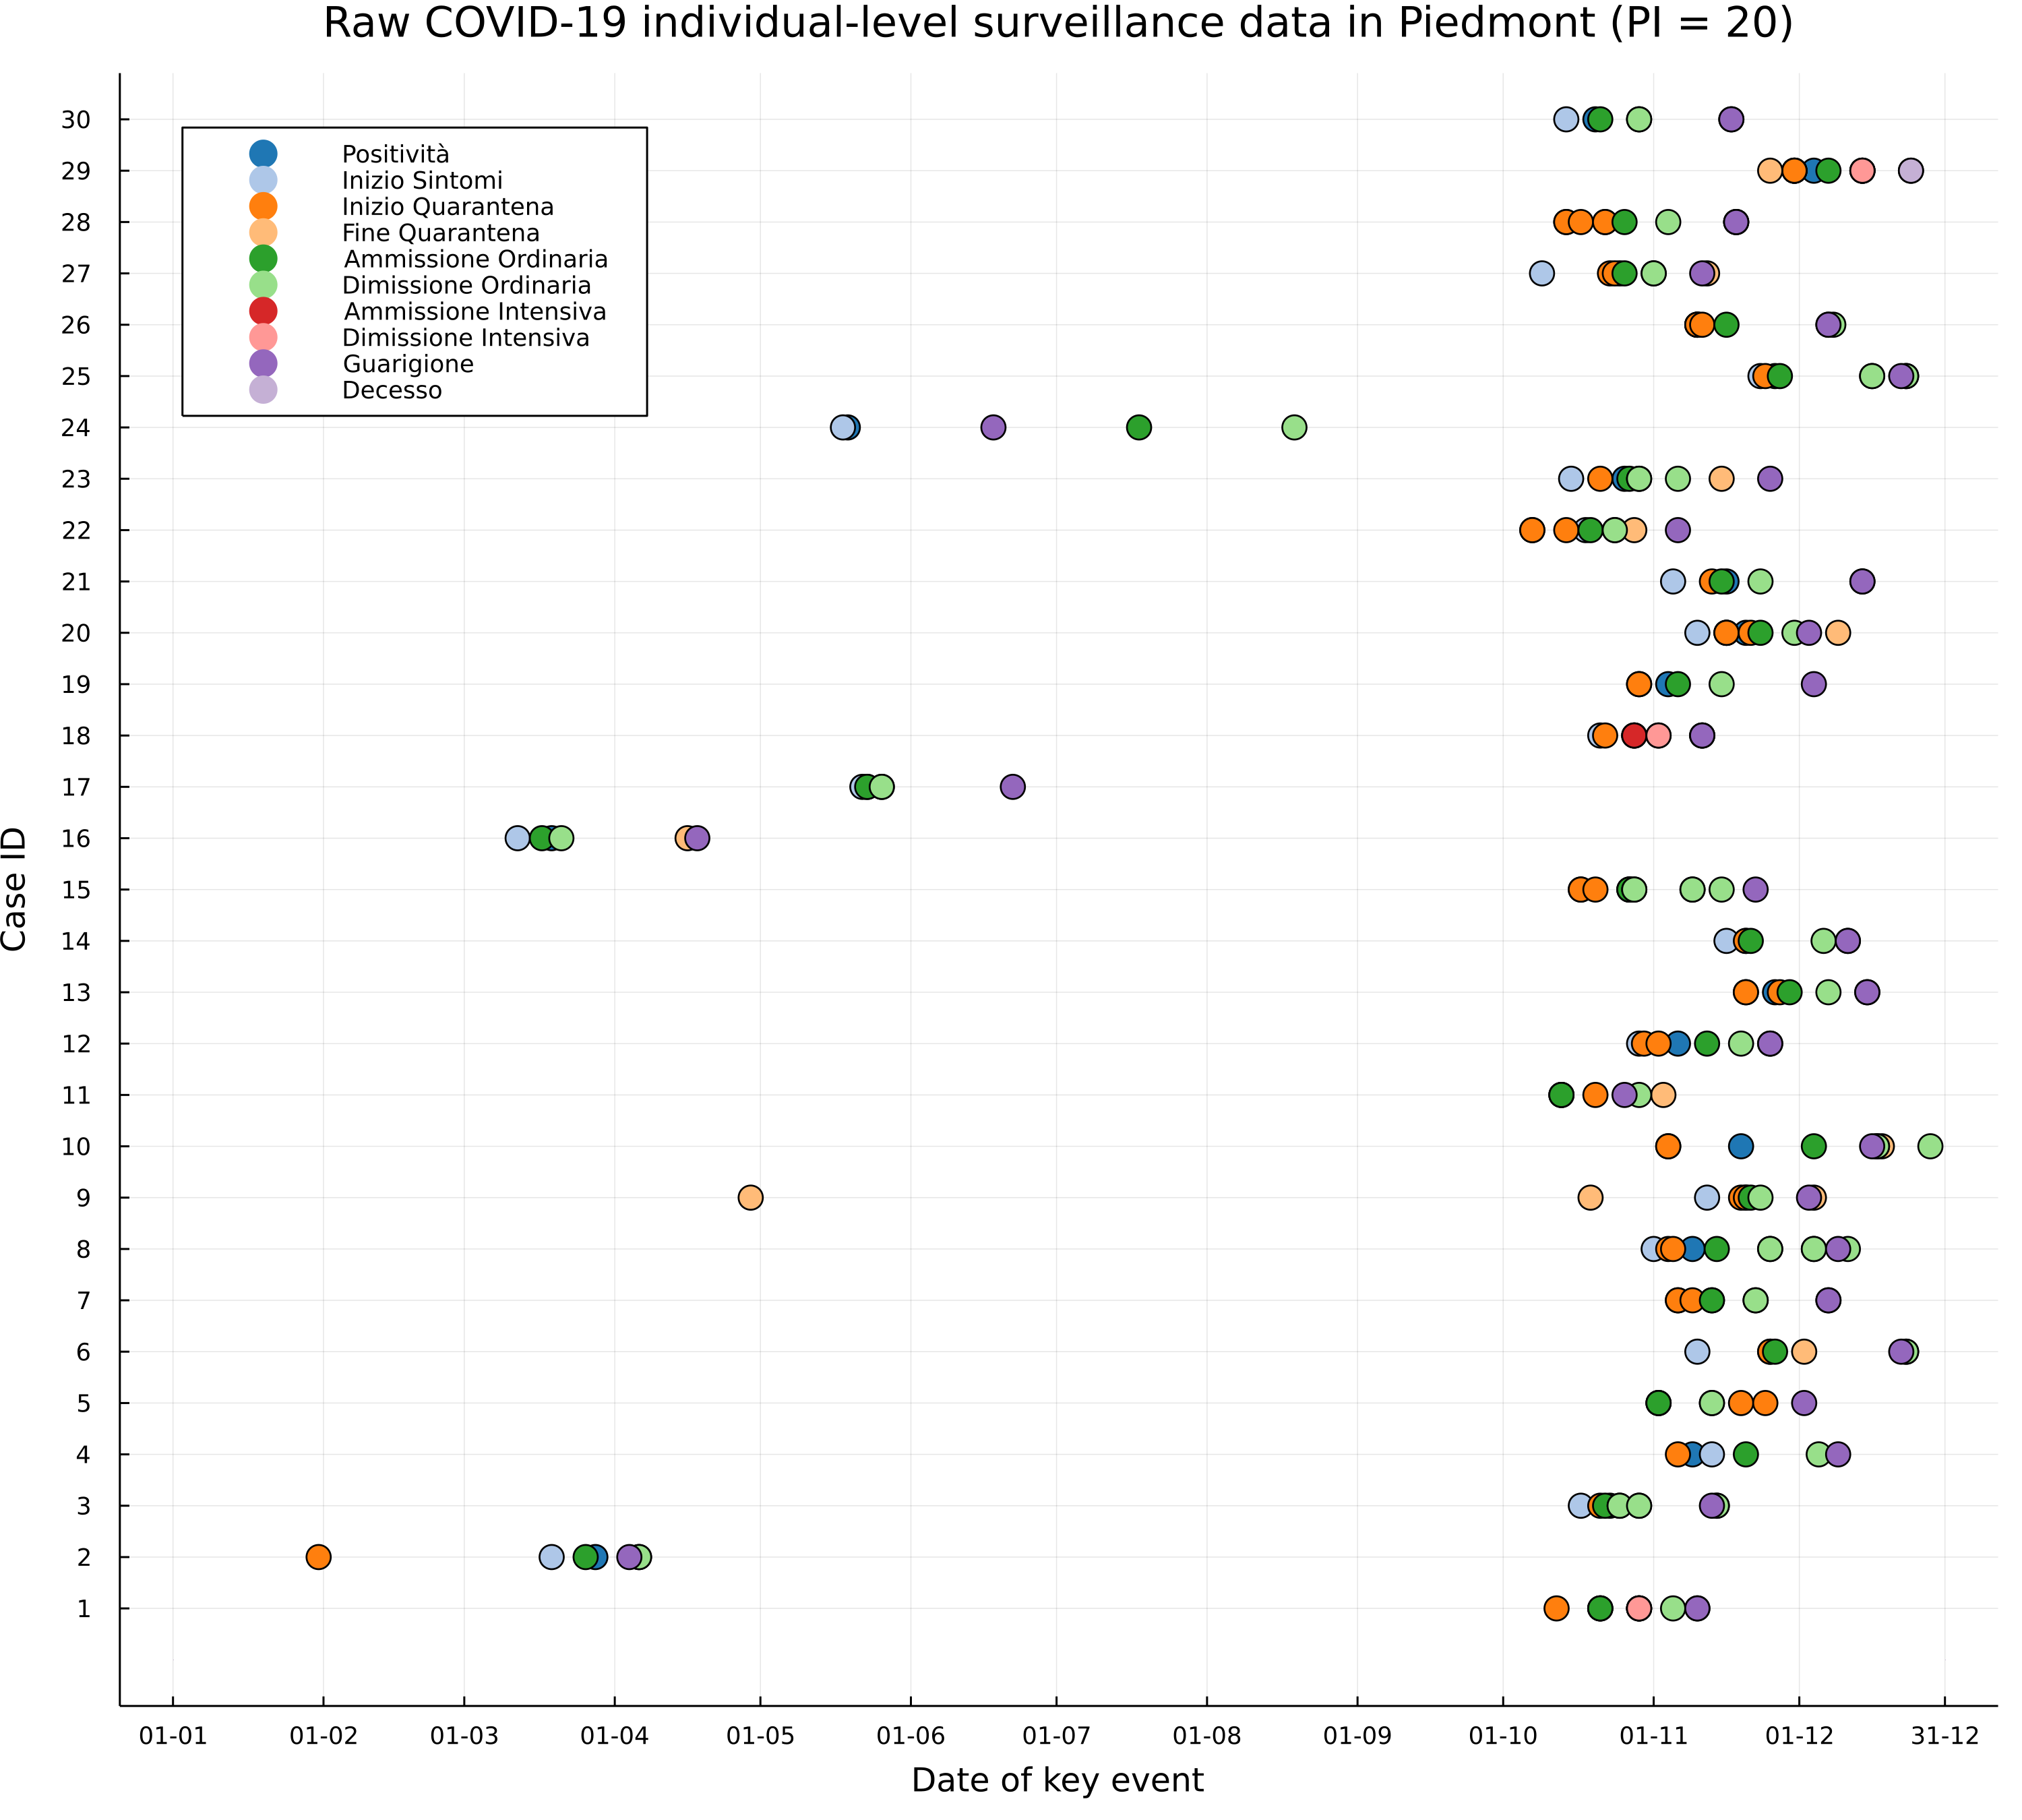 Raw COVID-19 individual-level surveillance data in Piedmont (PI = 20)
Positività
Inizio Sintomi
Inizio Quarantena
Fine Quarantena
Ammissione Ordinaria
Dimissione Ordinaria
Ammissione Intensiva
Dimissione Intensiva
Guarigione
Decesso
Case ID
30
29
28
27
26
25
24
23
22
21
20
19
18
17
16
15
14
13
12
11
10
9
8
7
6
5
4
3
2
1
01-01 01-02 01-03 01-04 01-05 01-06 01-07 01-08 01-09 01-10 01-11 01-12 31-12
Date of key event